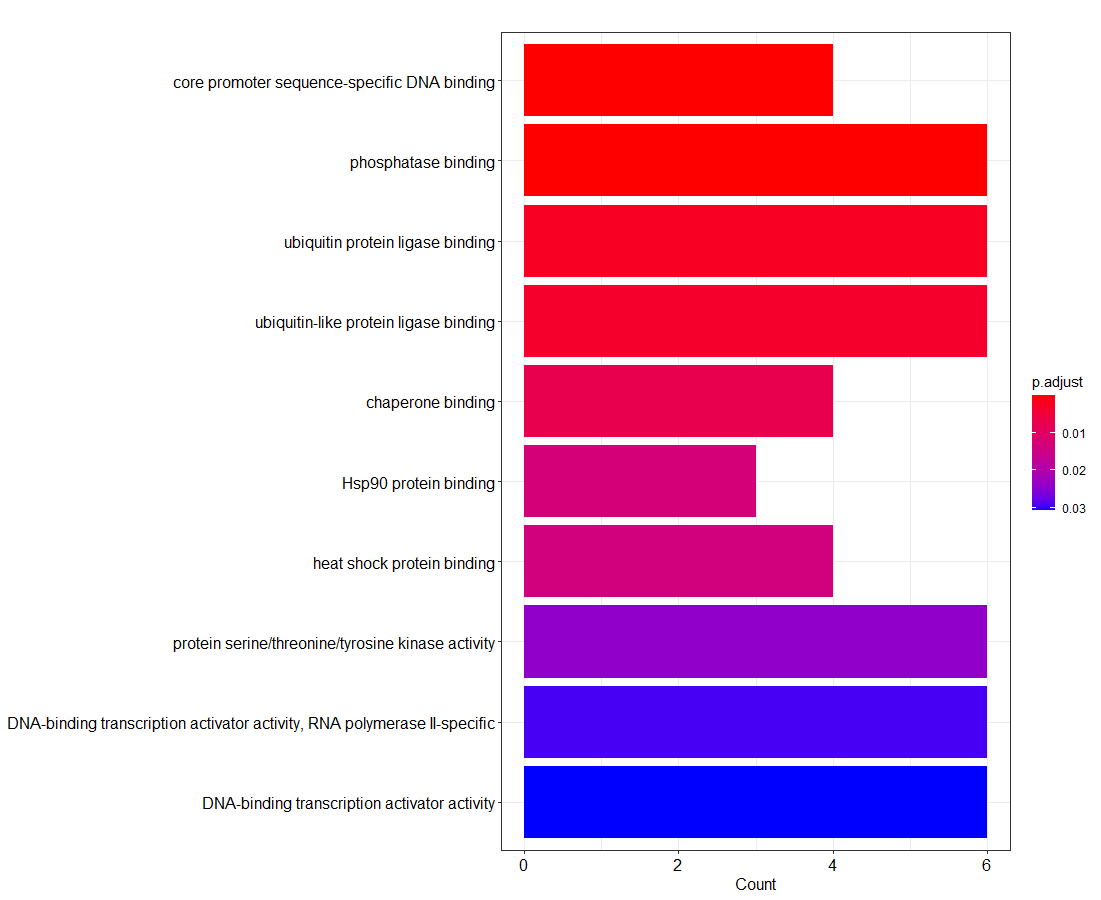 core promoter sequence-specific DNA binding
phosphatase binding
ubiquitin protein ligase binding
ubiquitin-like protein ligase binding
chaperone binding
Hsp90 protein binding
heat shock protein binding
protein serine/threonine/tyrosine kinase activity
DNA-binding transcription activator activity, RNA polymerase II-specific
DNA-binding transcription activator activity
0 2 4 6
Count
p.adjust
0.01
0.02
0.03